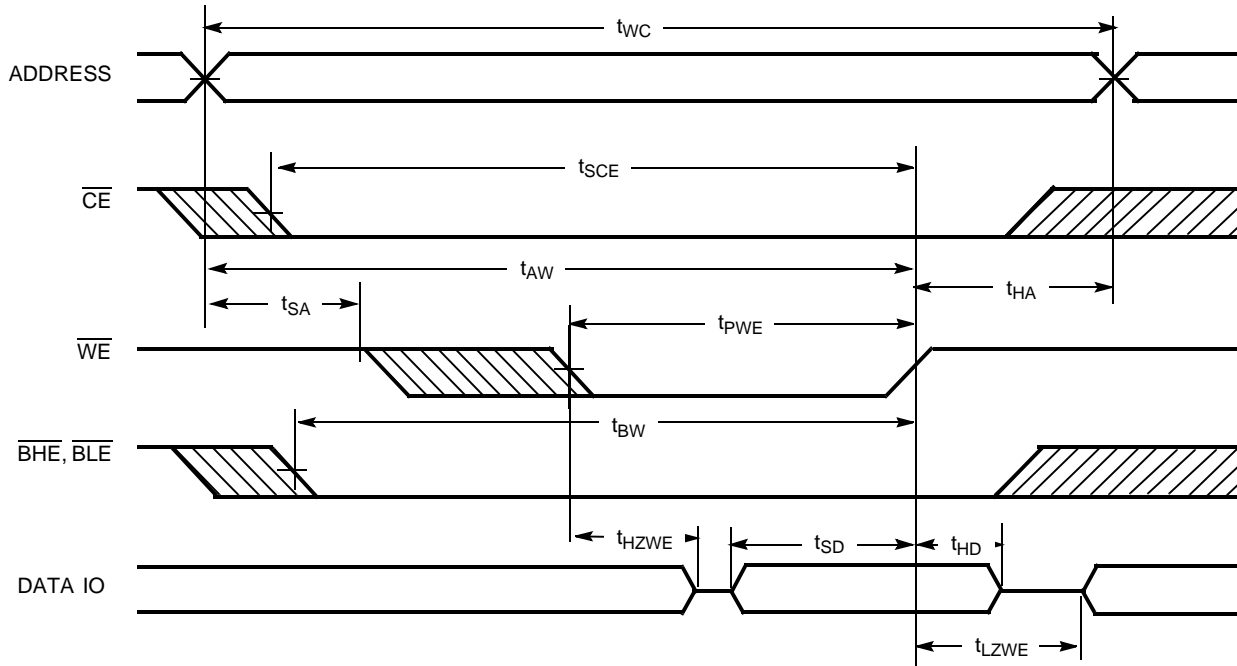 tWC
ADDRESS
tSCE
CE
tAW
tSA
tHA
tPWE
WE
tBW
BHE, BLE
tHZWE
tSD
tHD
DATA IO
tLZWE